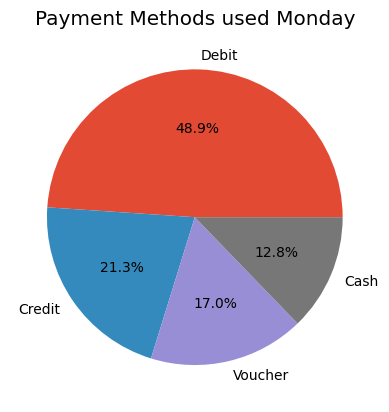 Payment Methods used Monday
Debit
48.9%
21.3%
12.8%
17.0%
Credit
Cash
Voucher